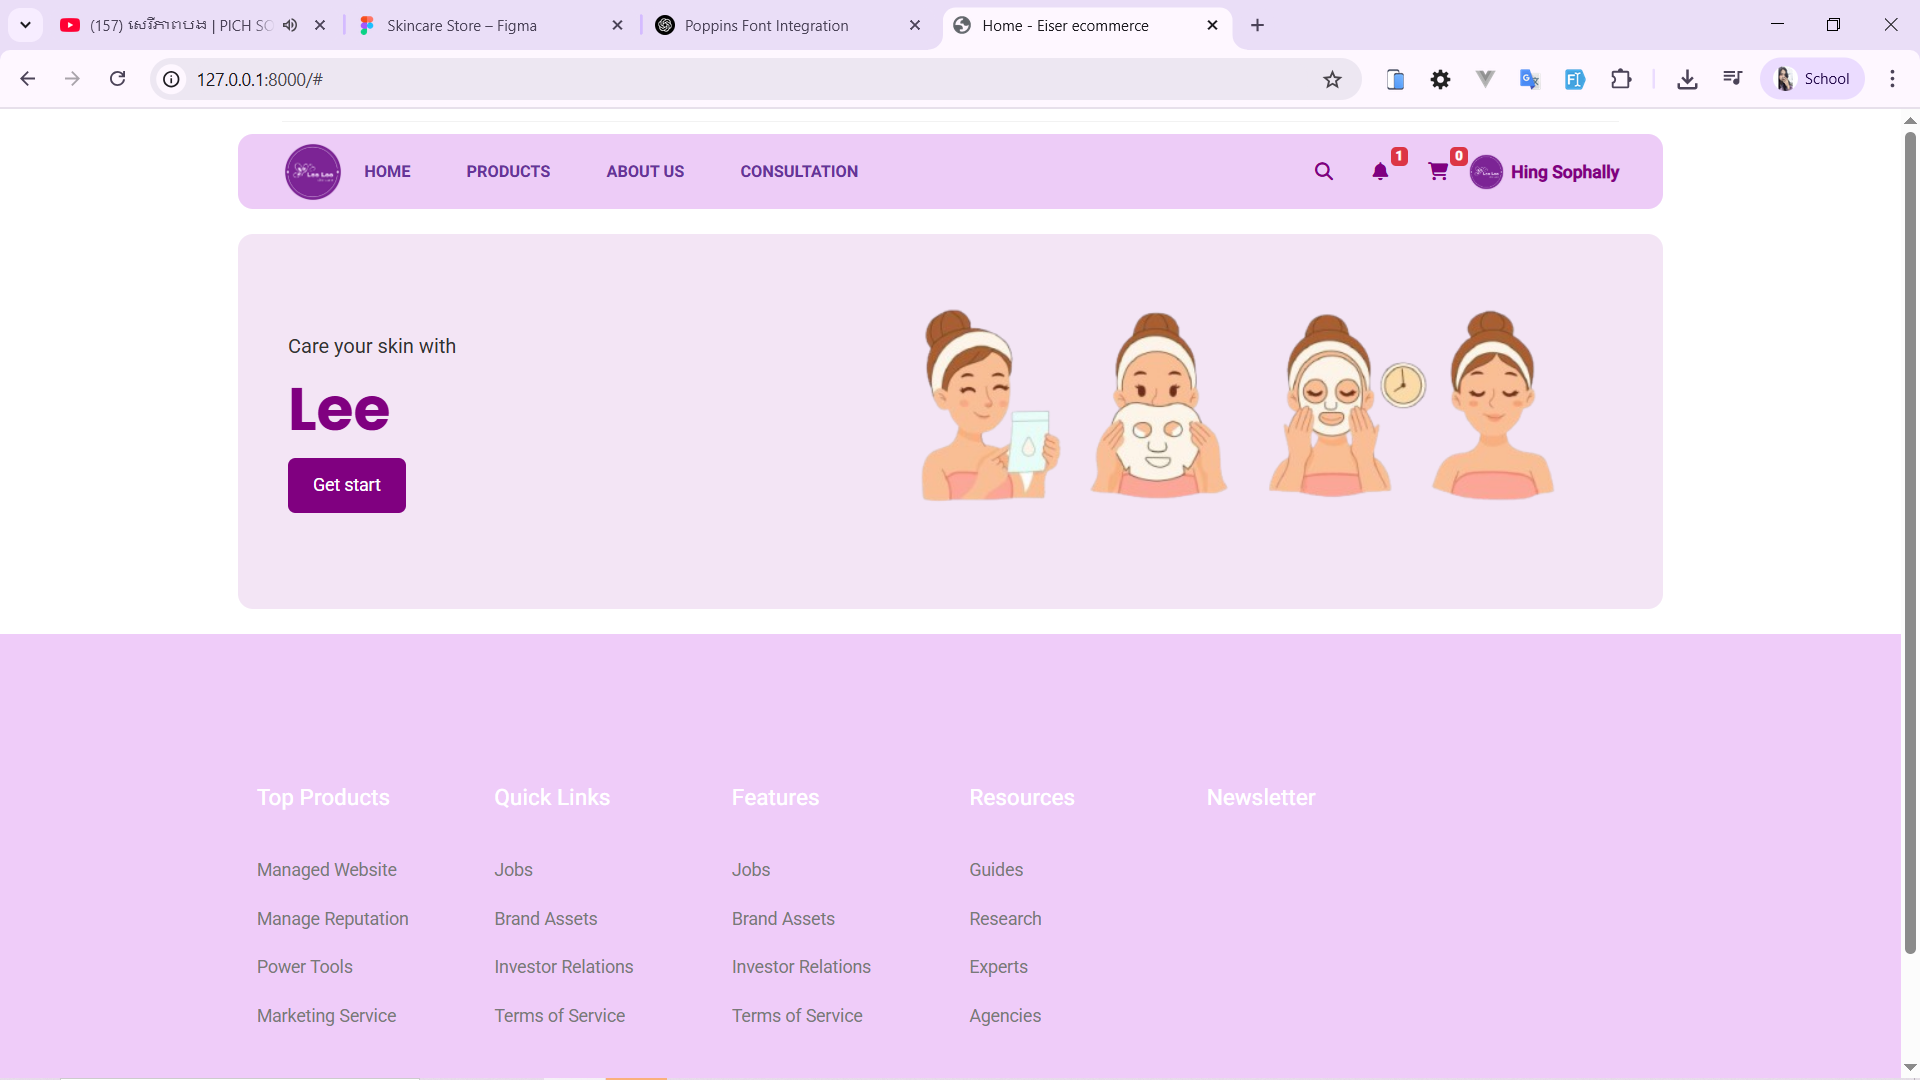 (157) សេរីភាពបង | PICH SO
Skincare Store – Figma
Poppins Font Integration
Home - Eiser ecommerce
127.0.0.1:8000/#
School
Lee Lee
HOME
PRODUCTS
ABOUT US
CONSULTATION
1
0
Hing Sophally
Care your skin with
Lee
Get start
Top Products
Quick Links
Features
Resources
Newsletter
Managed Website
Jobs
Jobs
Guides
Manage Reputation
Brand Assets
Brand Assets
Research
Power Tools
Investor Relations
Investor Relations
Experts
Marketing Service
Terms of Service
Terms of Service
Agencies